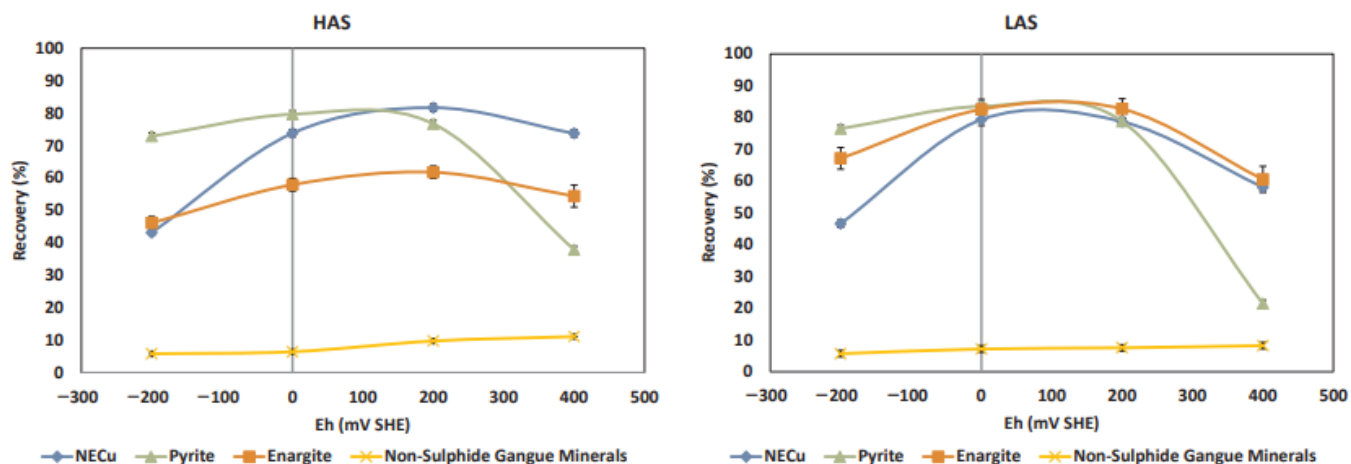 HAS
100
90
80
70
60
50
40
30
20
10
0
Recovery (%)
−300 −200 −100 0 100 200 300 400 500
Eh (mV SHE)
NECu Pyrite Enargite Non-Sulphide Gangue Minerals
LAS
100
90
80
70
60
50
40
30
20
10
0
Recovery (%)
−300 −200 −100 0 100 200 300 400 500
Eh (mV SHE)
NECu Pyrite Enargite Non-Sulphide Gangue Minerals